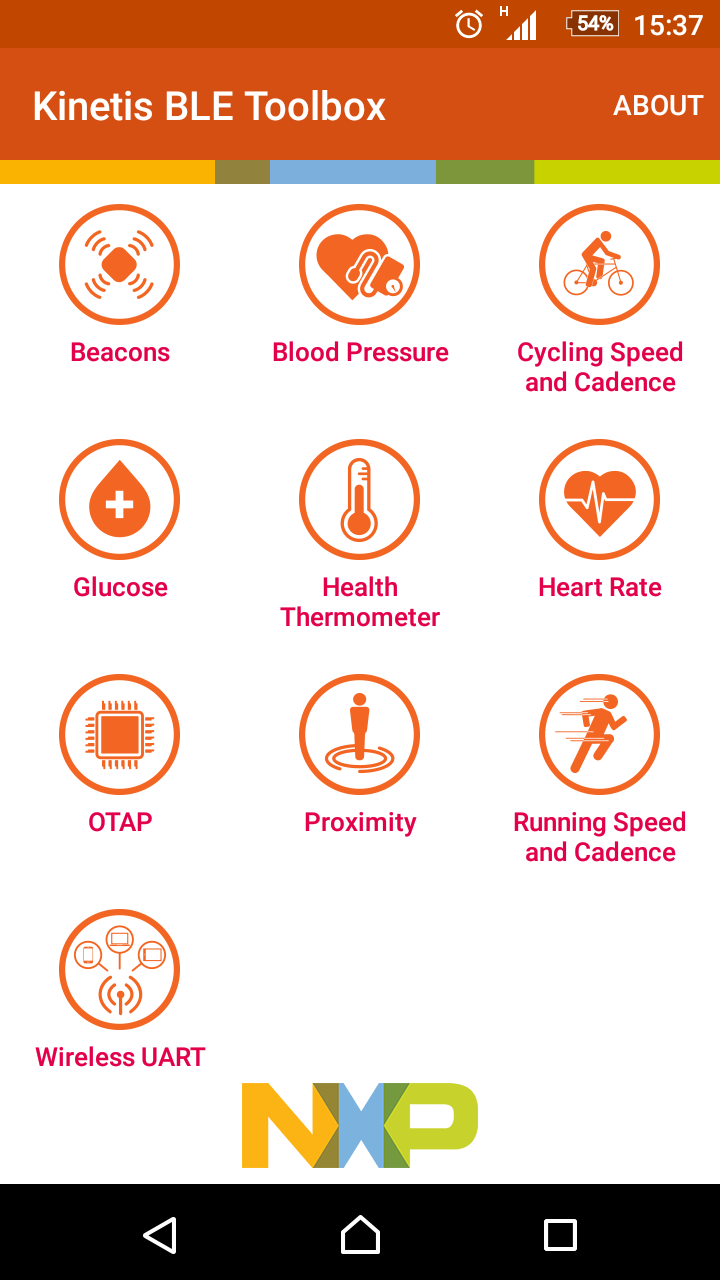 H
54%
15:37
Kinetis BLE Toolbox
ABOUT
Beacons
Blood Pressure
Cycling Speed
and Cadence
Glucose
Health
Thermometer
Heart Rate
OTAP
Proximity
Running Speed
and Cadence
Wireless UART
NXP